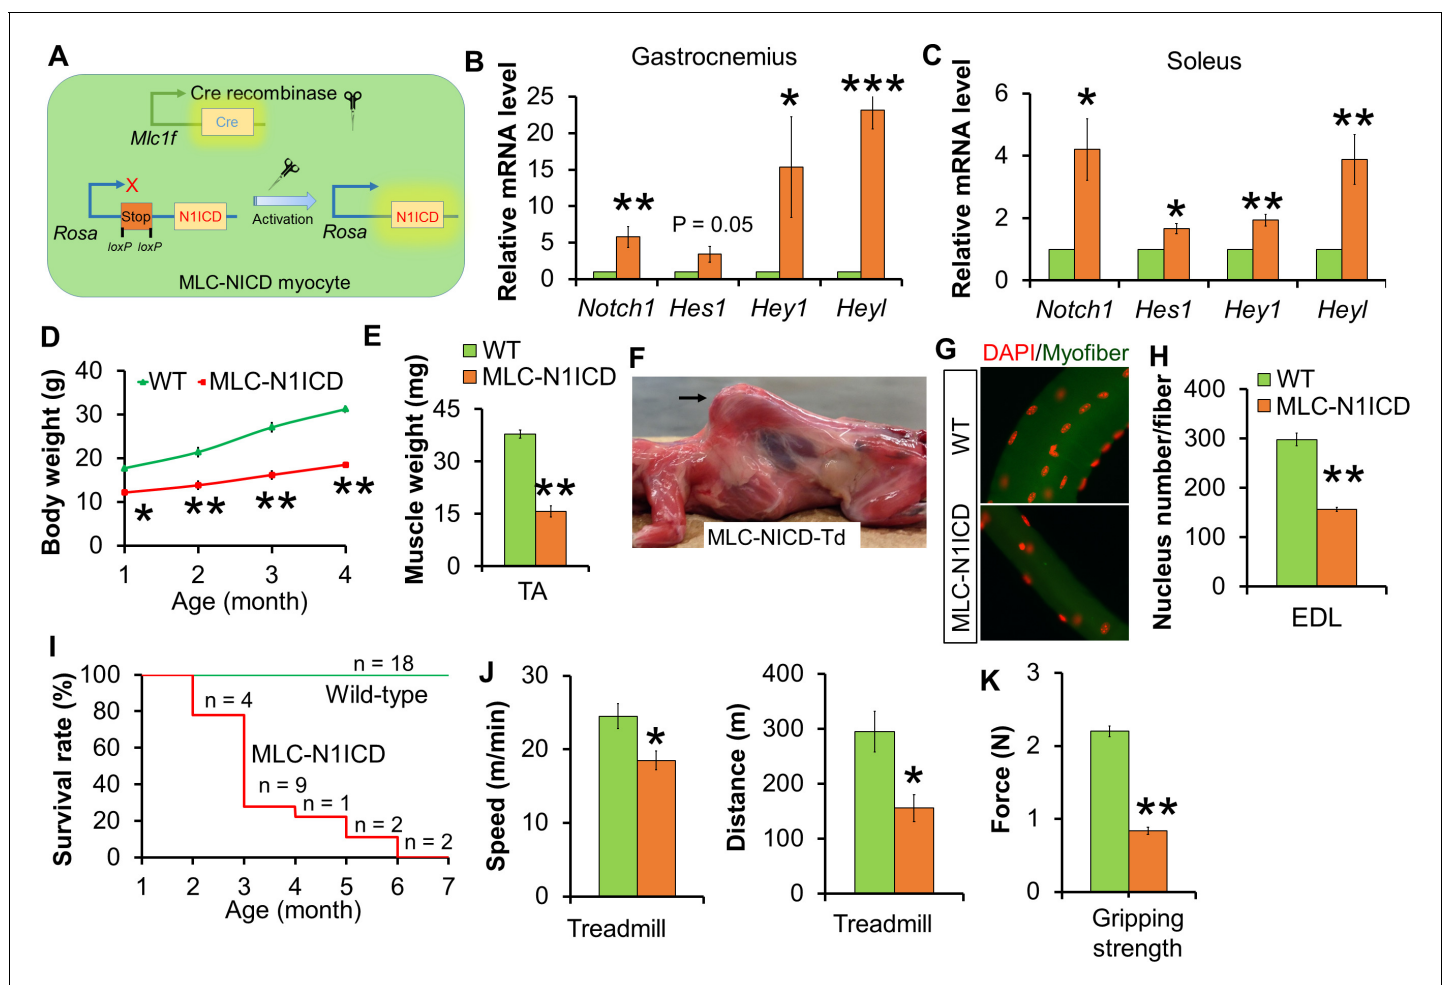 A
Cre recombinase
Cre
Mlc1f
X
Stop
N1ICD
Rosa
loxP loxP
Activation
N1ICD
Rosa
MLC-NICD myocyte
B
Gastrocnemius
Relative mRNA level
25
20
15
10
5
0
**
P = 0.05
*
***
Notch1 Hes1 Hey1 Heyl
C
Soleus
Relative mRNA level
6
4
2
0
*
*
**
**
Notch1 Hes1 Hey1 Heyl
D
Body weight (g)
40
30
20
10
0
WT MLC-N1ICD
* ** ** **
1 2 3 4
Age (month)
E
WT
MLC-N1ICD
Muscle weight (mg)
45
30
15
0
**
TA
F
MLC-NICD-Td
G
DAPI/Myofiber
WT
MLC-N1ICD
H
WT
MLC-N1ICD
Nucleus number/fiber
400
300
200
100
0
**
EDL
I
Survival rate (%)
100
80
60
40
20
0
n = 18
Wild-type
n = 4
MLC-N1ICD
n = 9
n = 1
n = 2
n = 2
1 2 3 4 5 6 7
Age (month)
J
Speed (m/min)
30
20
10
0
*
Treadmill
Distance (m)
400
300
200
100
0
*
Treadmill
K
Force (N)
3
2
1
0
**
Gripping
strength